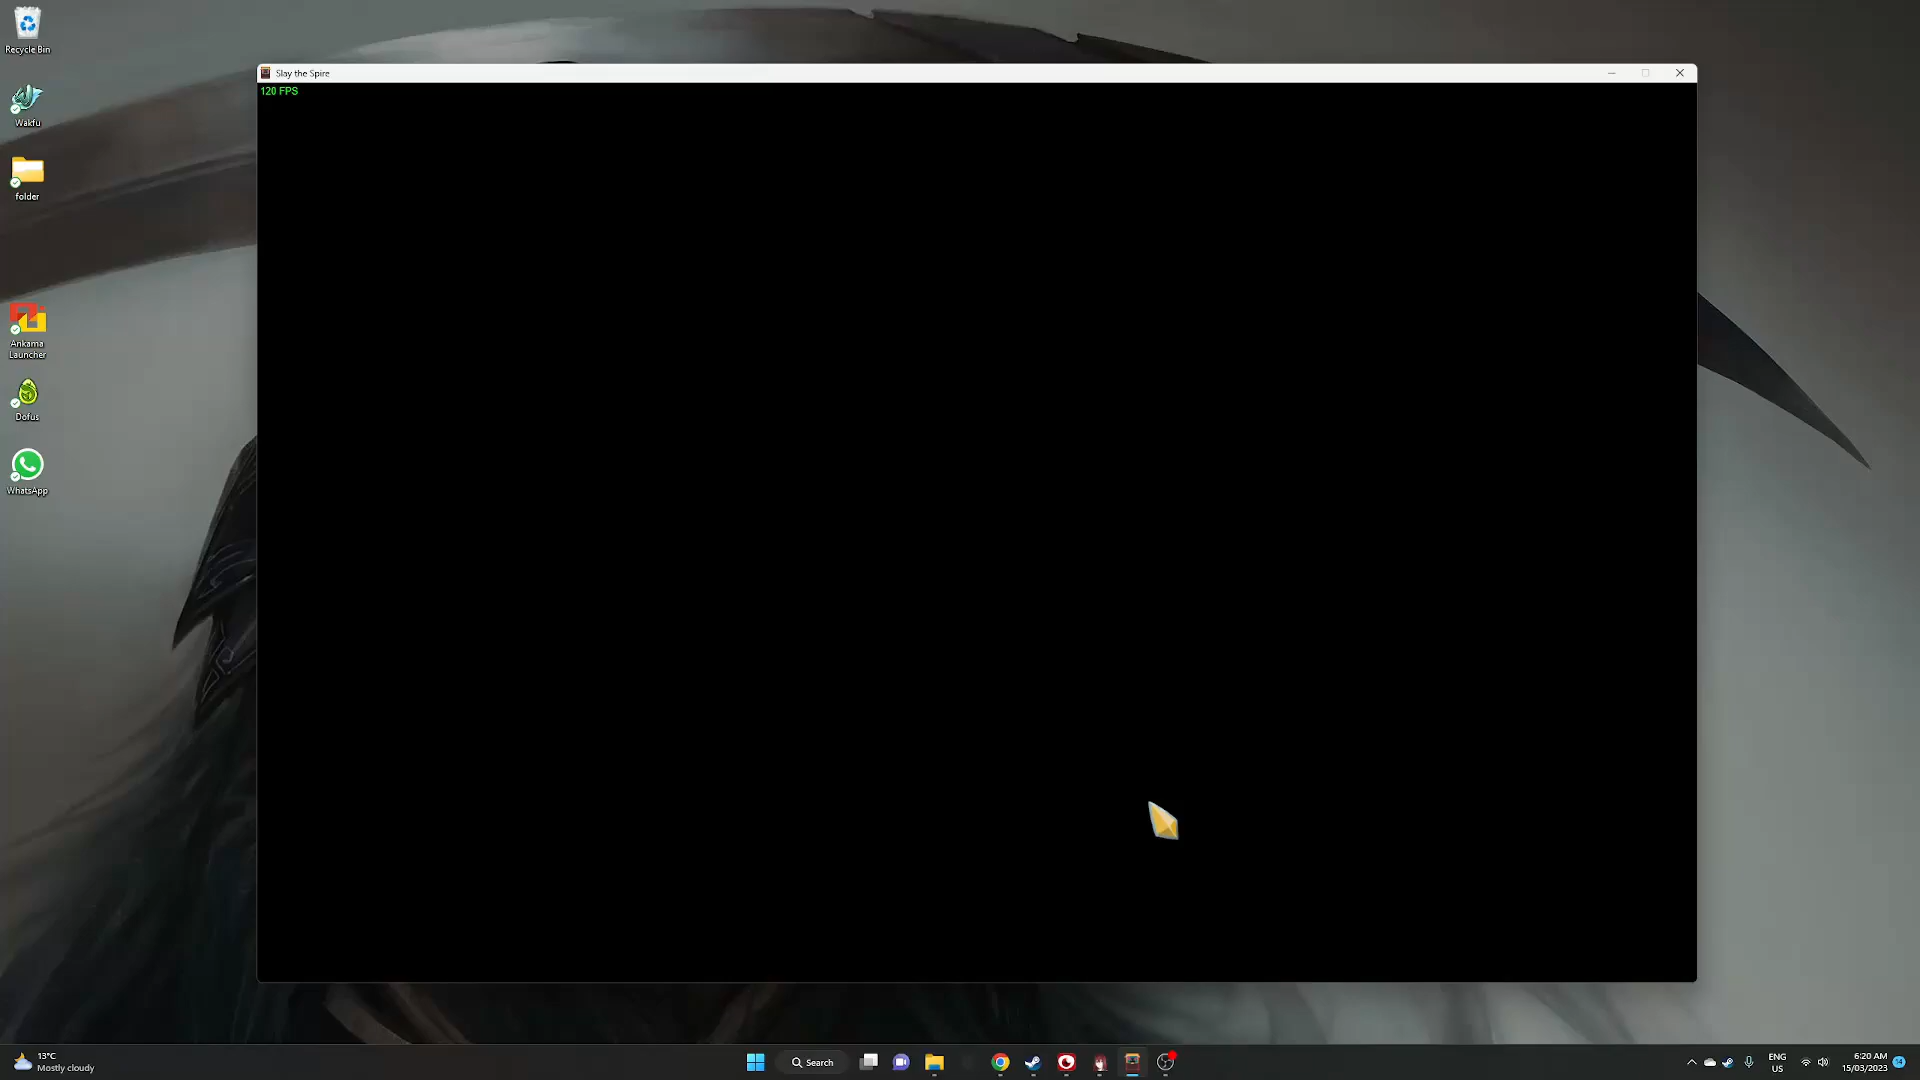 Recycle Bin
Wakfu
folder
Ankama
Launcher
Dofus
WhatsApp
Slay the Spire
120 FPS
13°C
Mostly cloudy
Search
ENG
US
6:20 AM
15/03/2023
14